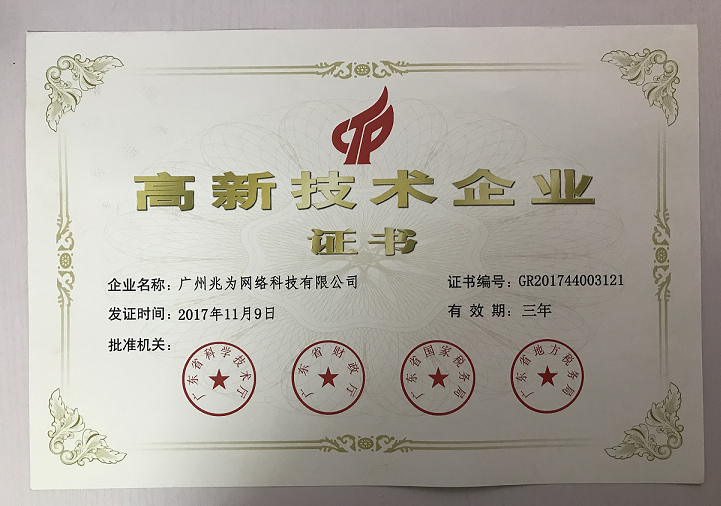 高新技术企业
证书
企业名称：广州兆为网络科技有限公司
证书编号：GR201744003121
发证时间：2017年11月9日
有效期：三年
批准机关：
广东省科学技术厅
广东省财政厅
广东省国家税务局
广东省地方税务局